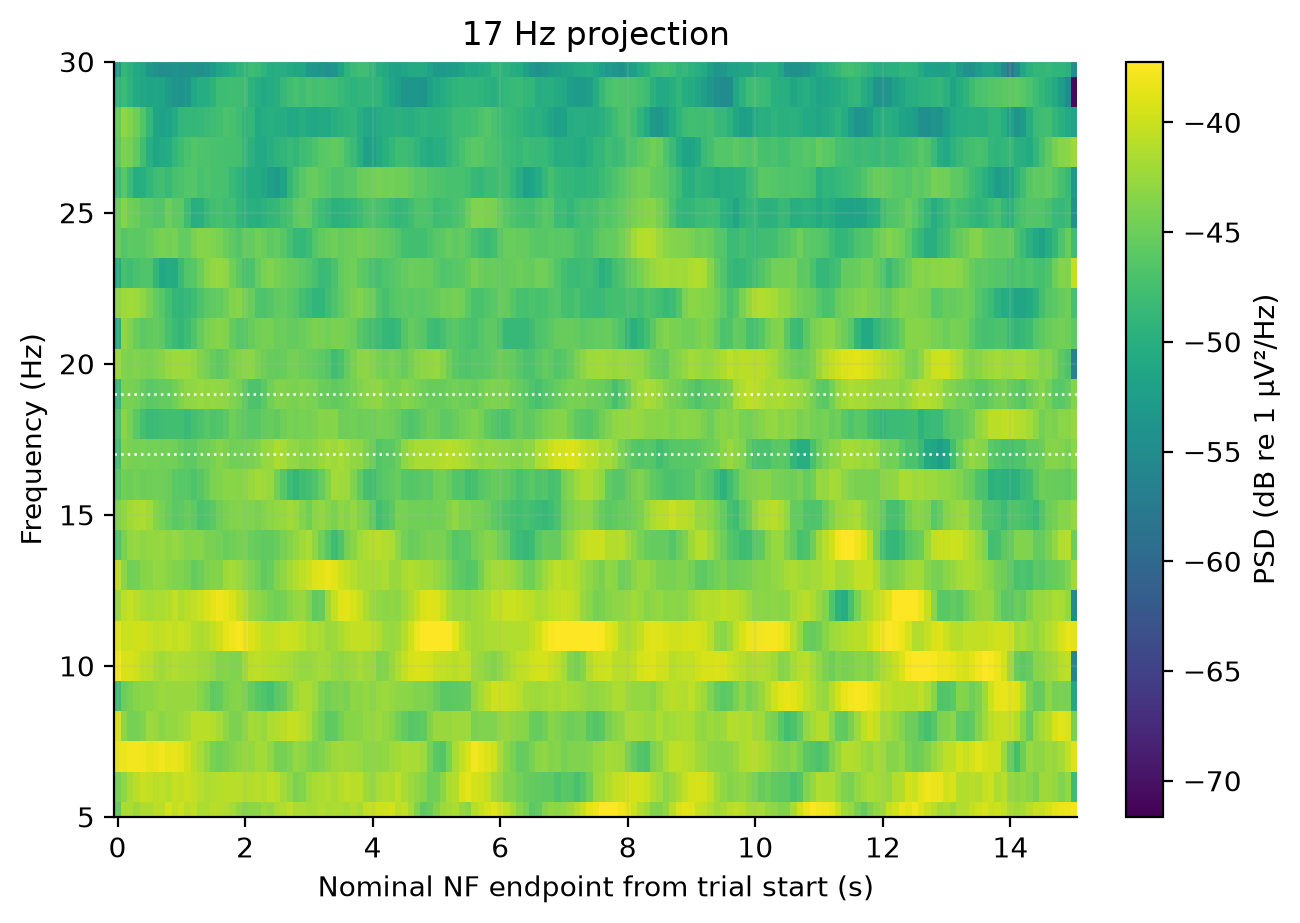 17 Hz projection
30
25
20
15
10
5
Frequency (Hz)
0 2 4 6 8 10 12 14
Nominal NF endpoint from trial start (s)
−40
−45
−50
−55
−60
−65
−70
PSD (dB re 1 µV²/Hz)